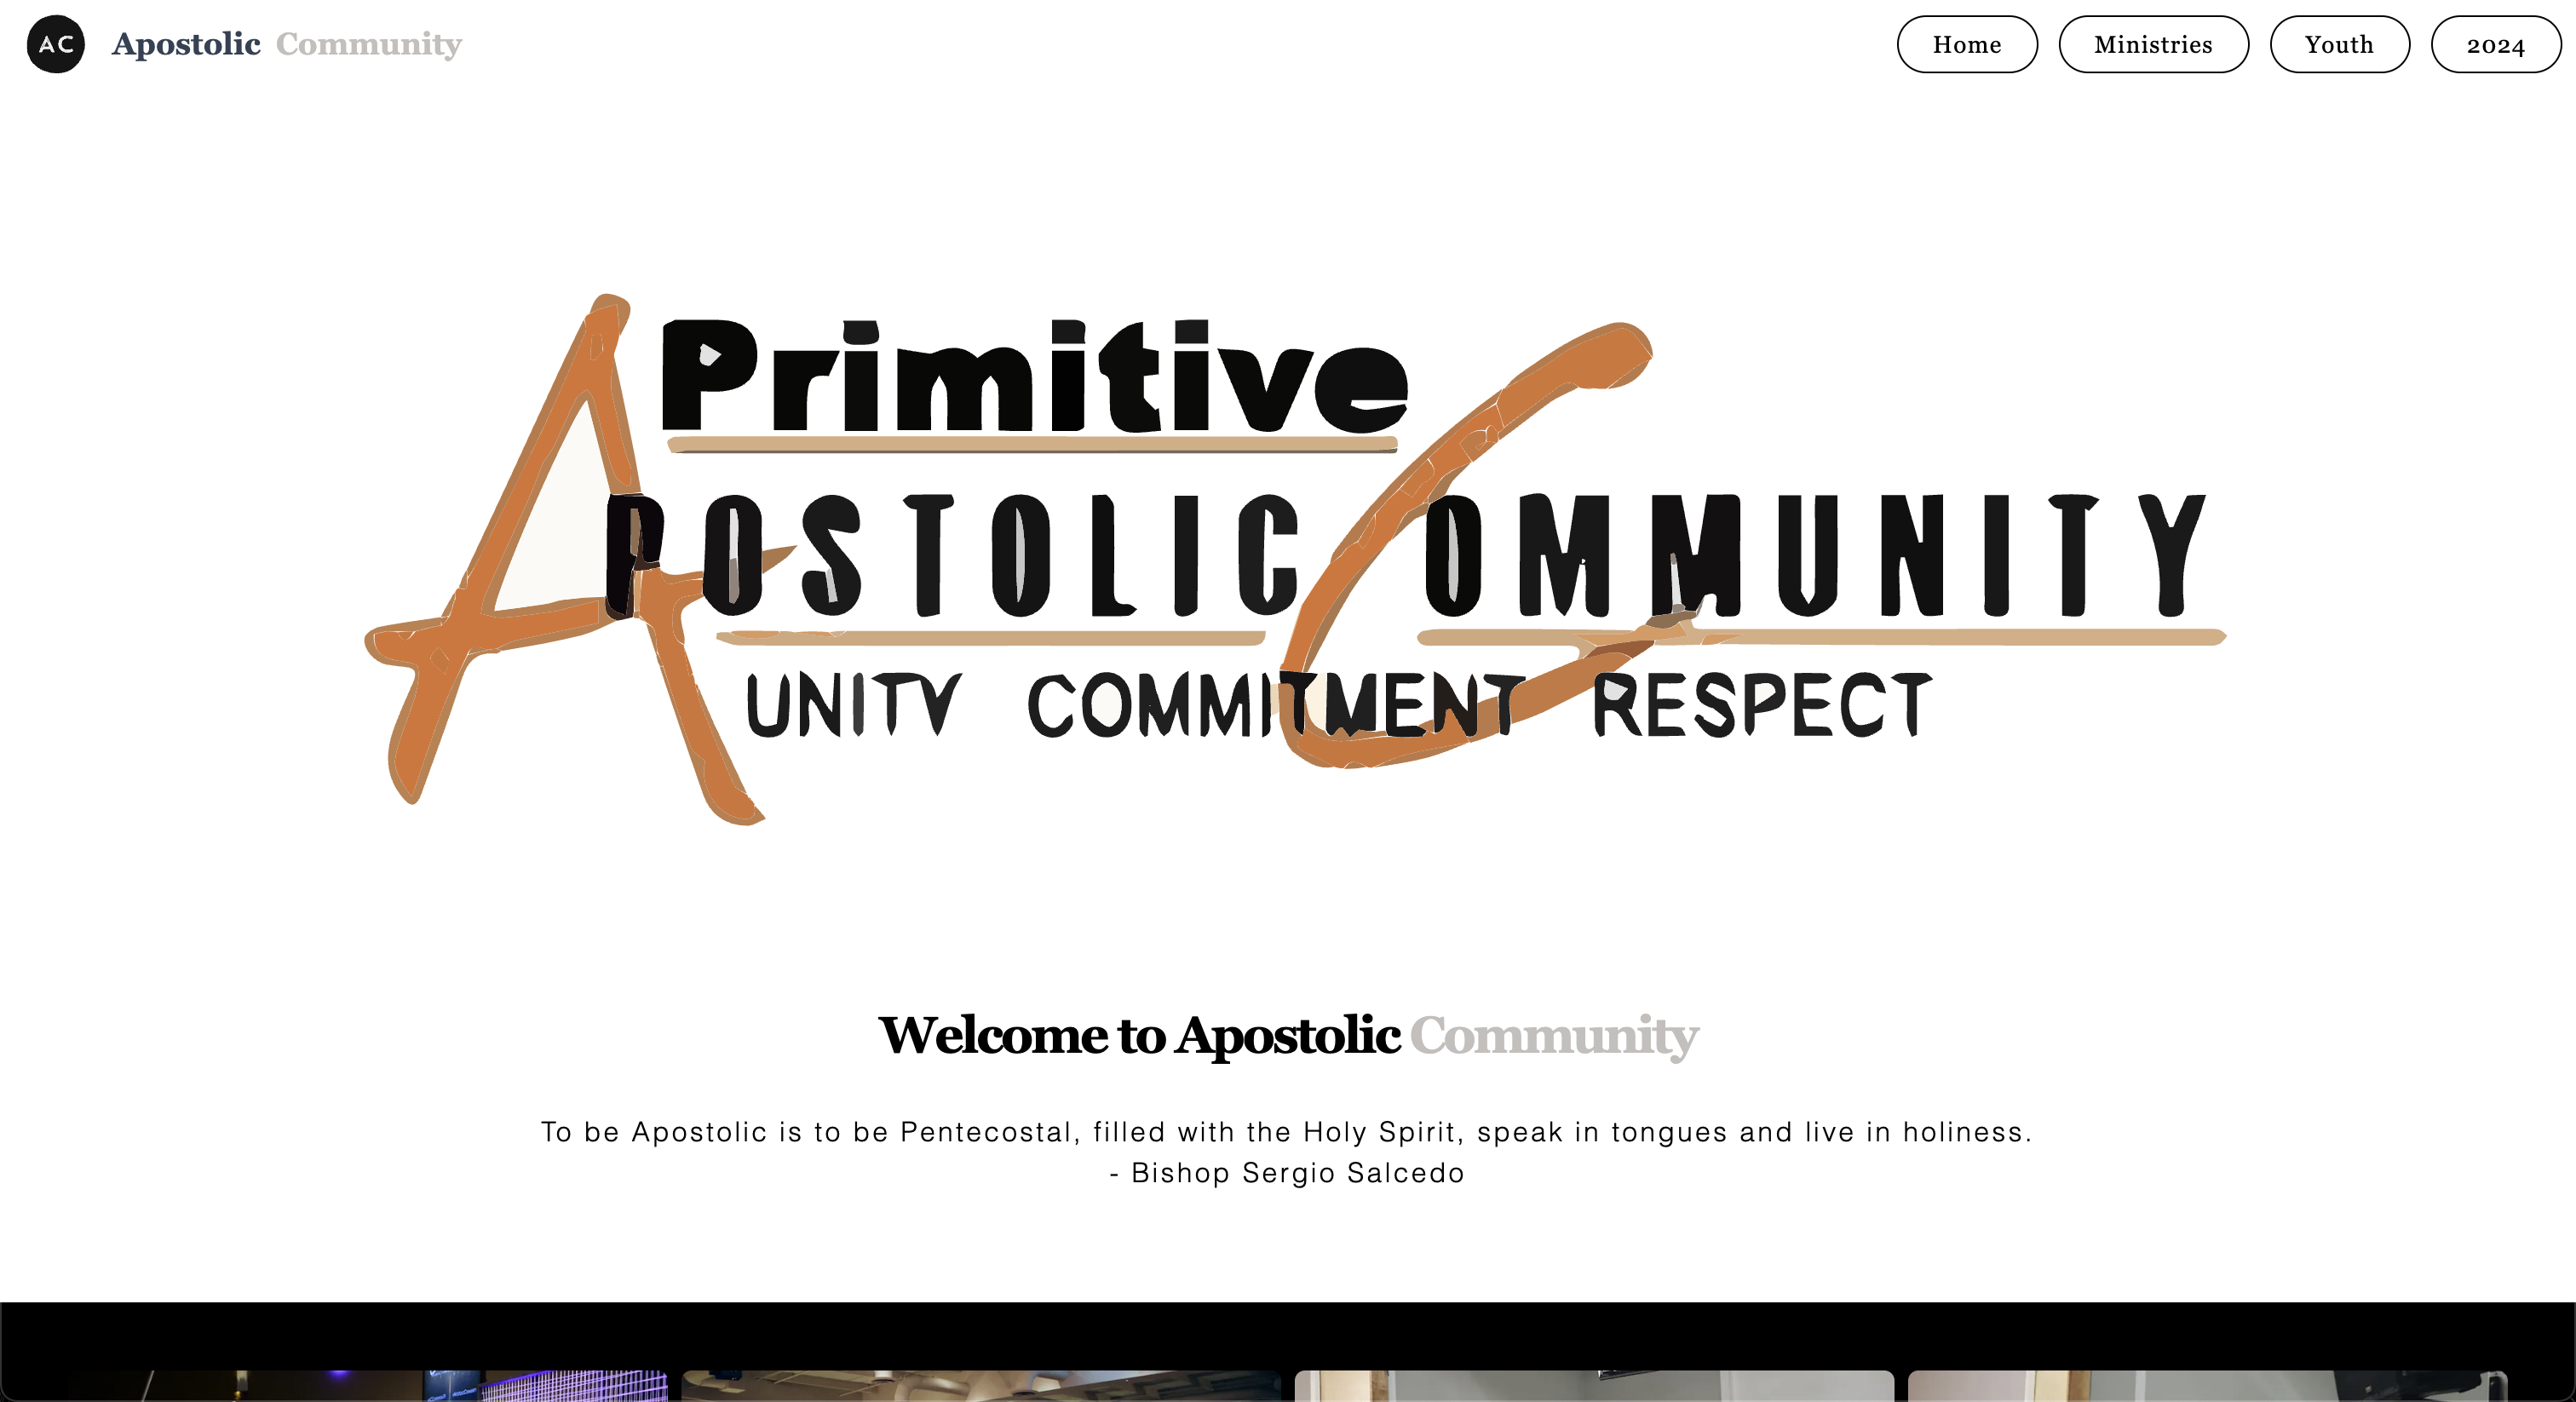 AC Apostolic Community
Home Ministries Youth 2024
Primitive
APOSTOLIC COMMUNITY
UNITY COMMITMENT RESPECT
Welcome to Apostolic Community
To be Apostolic is to be Pentecostal, filled with the Holy Spirit, speak in tongues and live in holiness.
- Bishop Sergio Salcedo